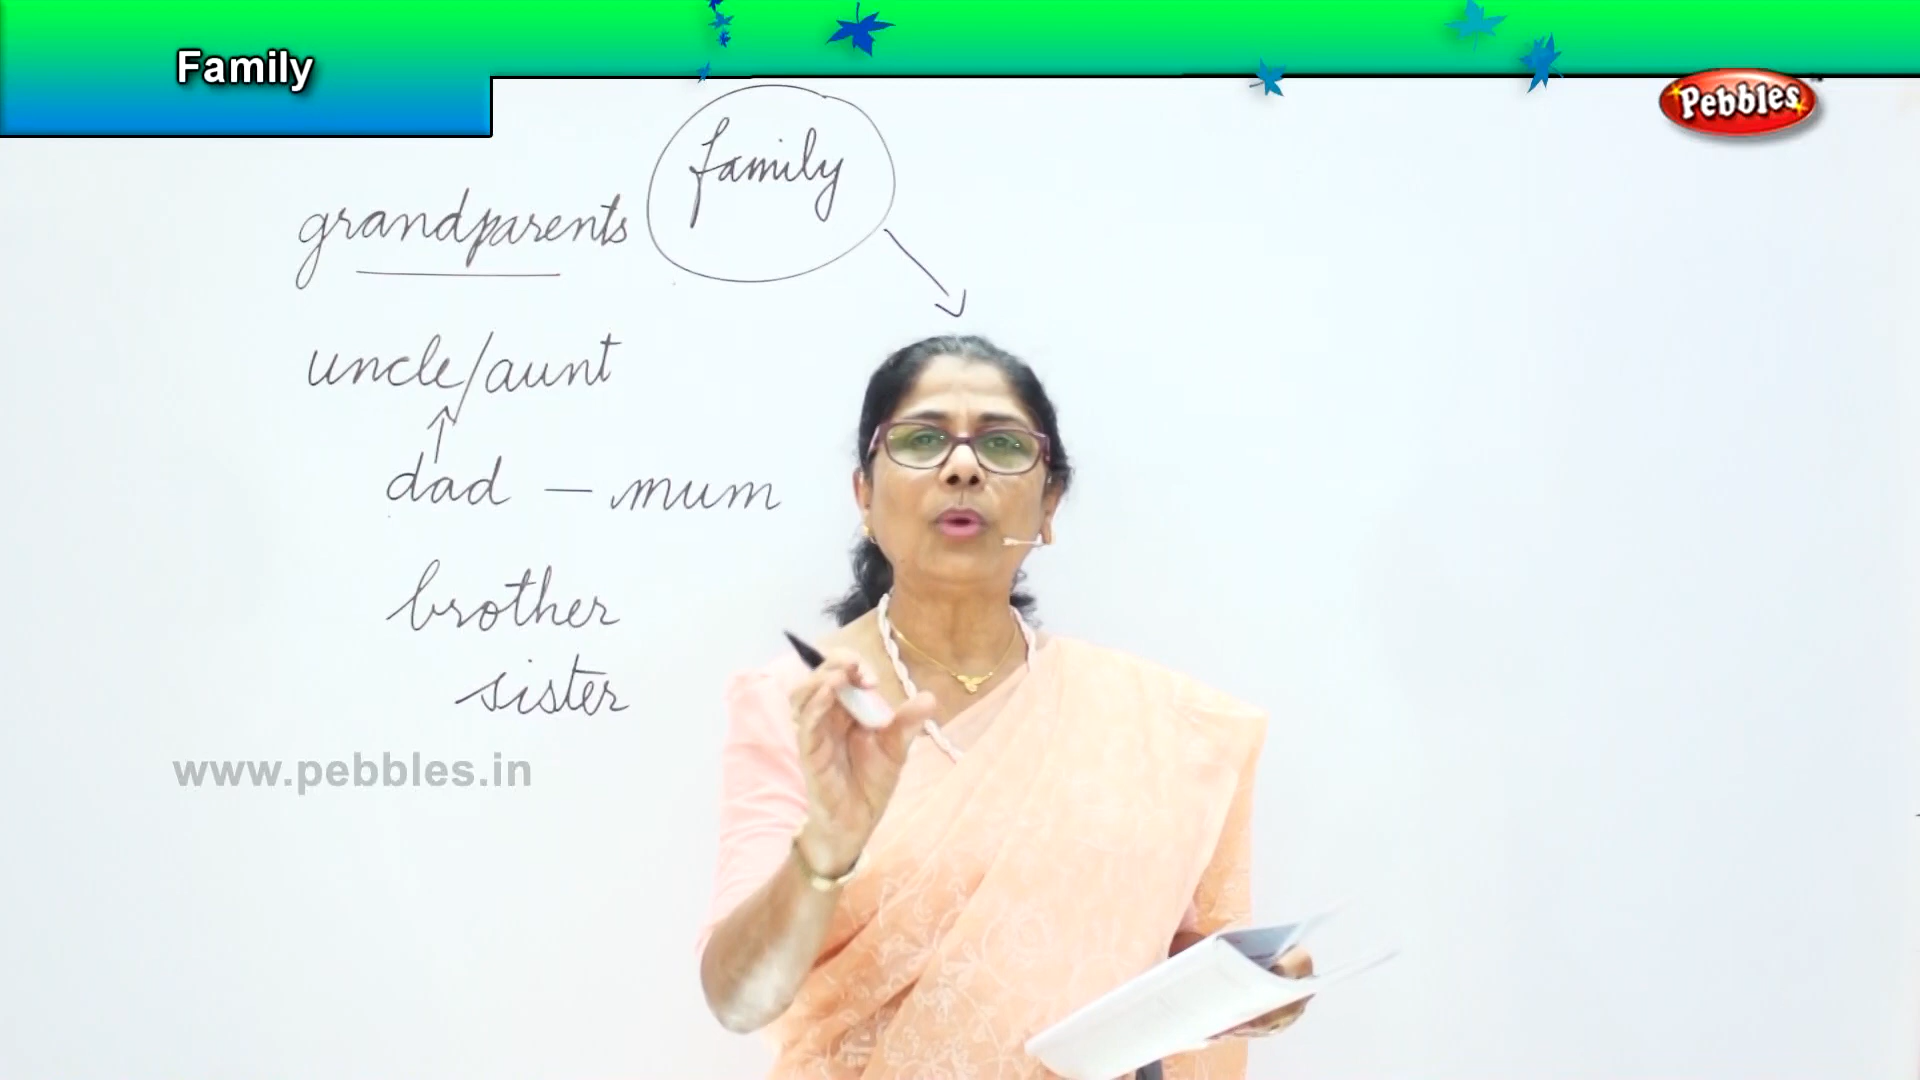 Family
Pebbles
family
grandparents
uncle/aunt
dad – mum
brother
sister
www.pebbles.in